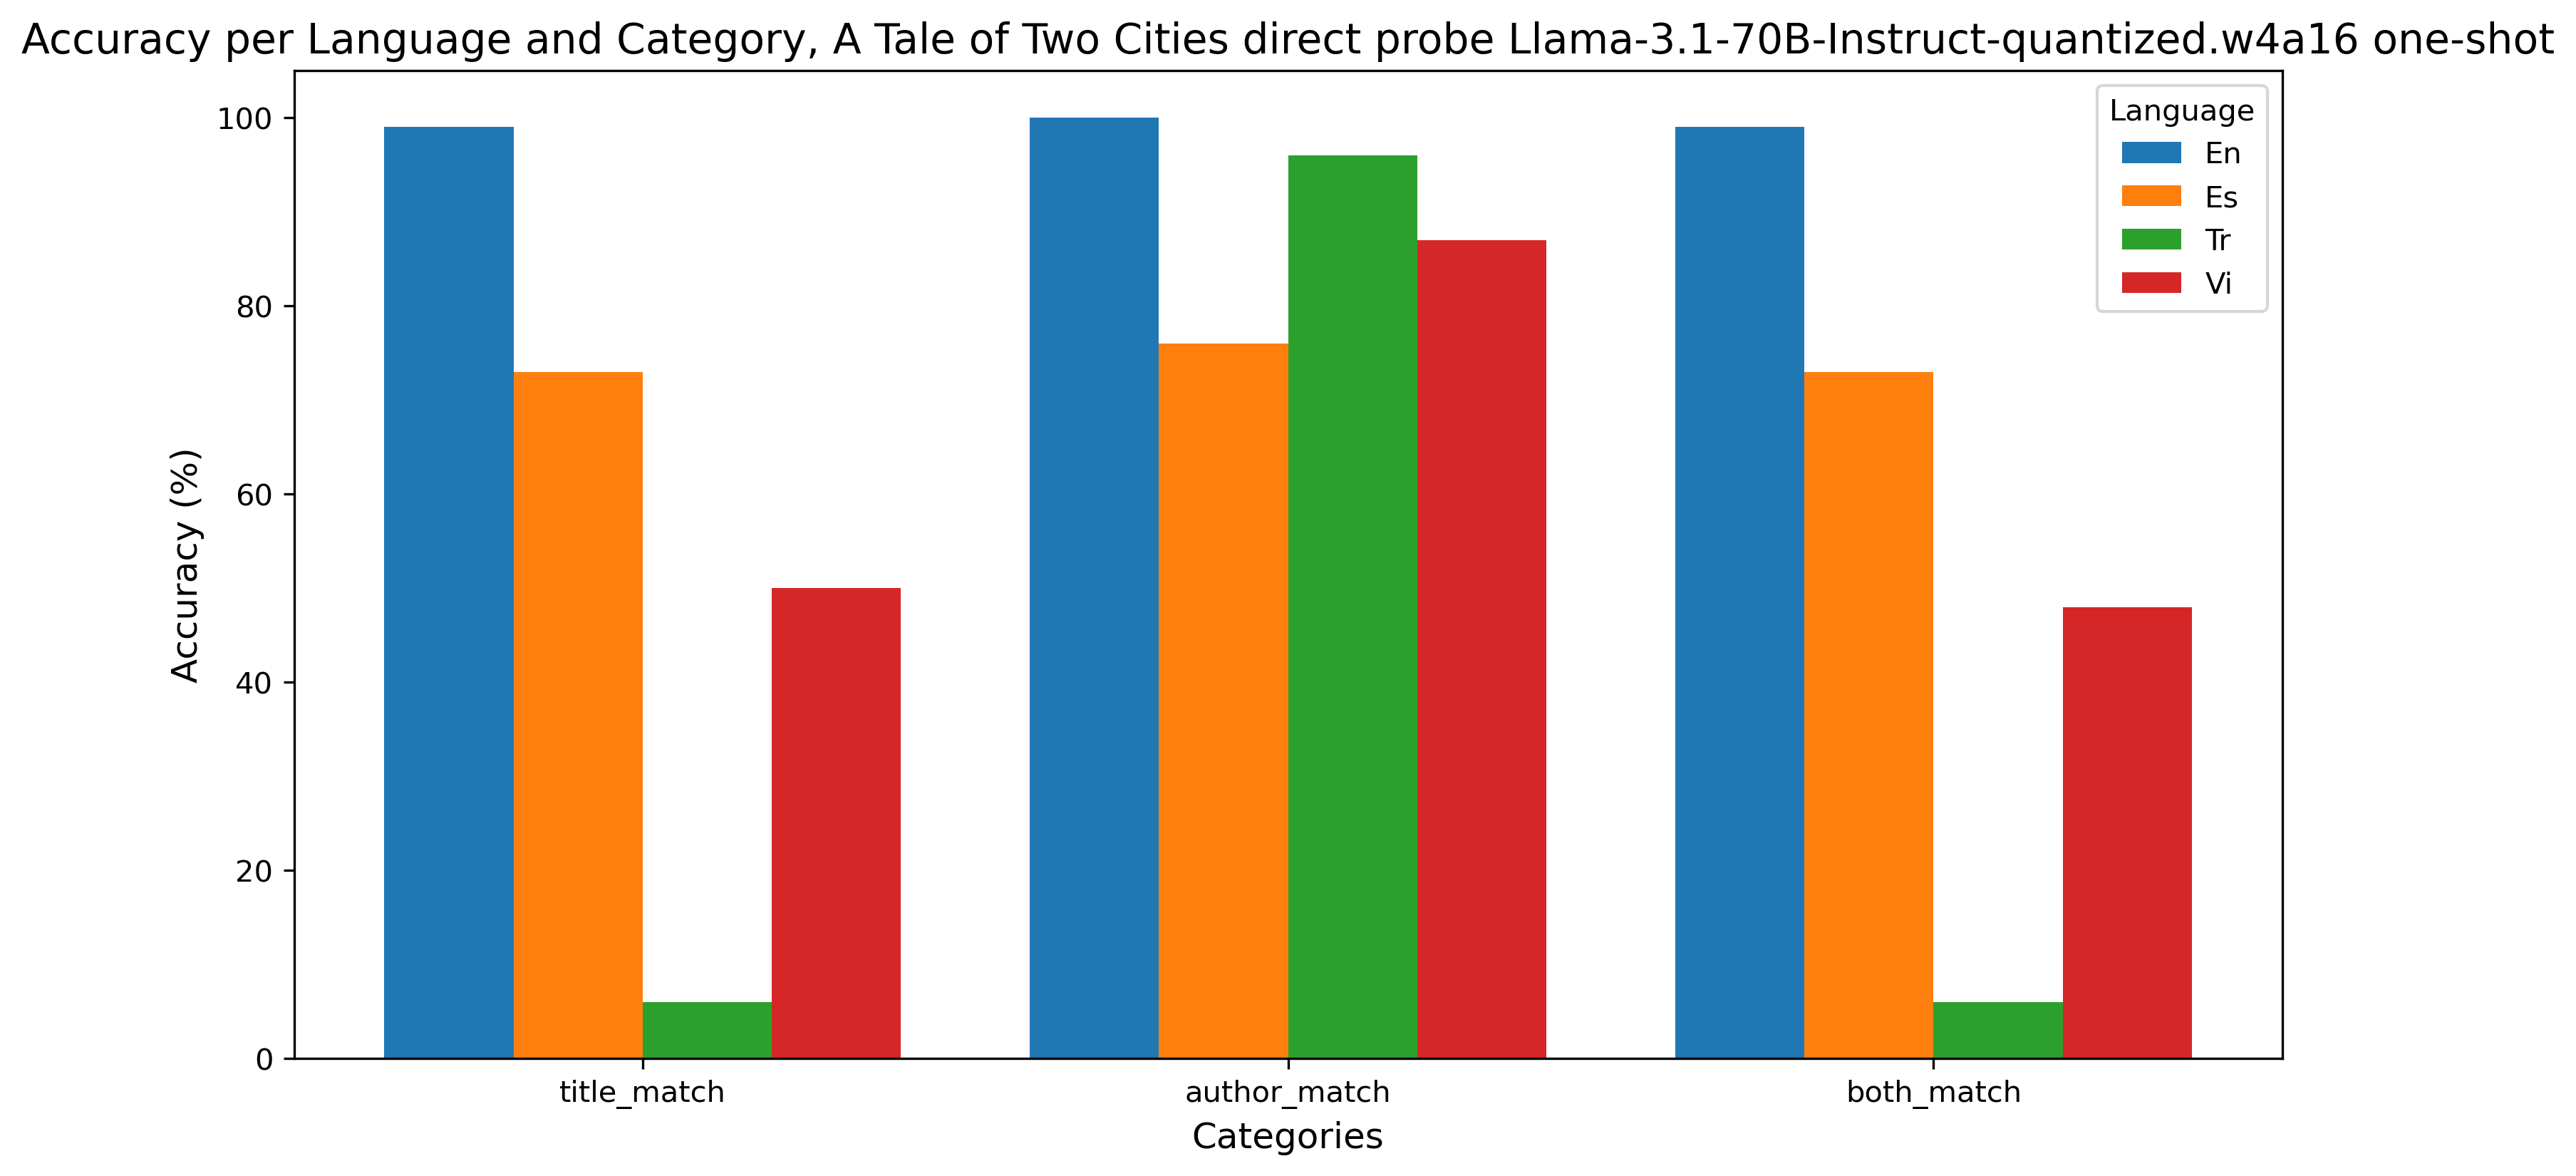 Accuracy per Language and Category, A Tale of Two Cities direct probe Llama-3.1-70B-Instruct-quantized.w4a16 one-shot
Accuracy (%)
100
80
60
40
20
0
Language
En
Es
Tr
Vi
title_match
author_match
both_match
Categories